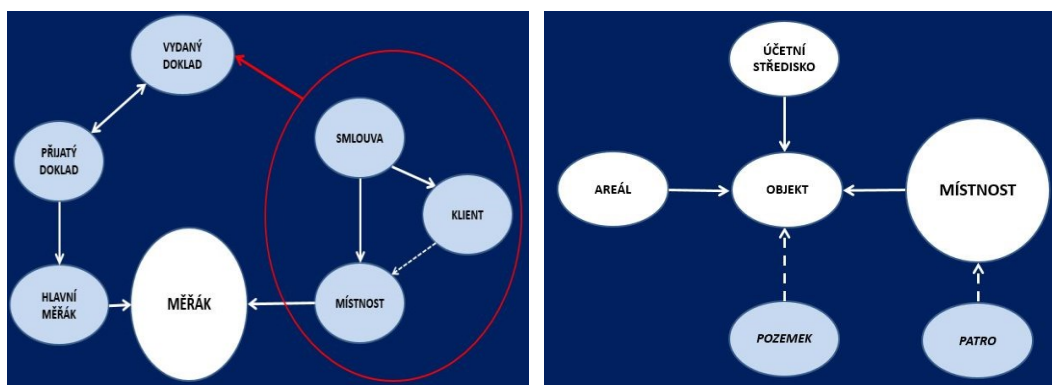 VYDANÝ
DOKLAD
PŘIJATÝ
DOKLAD
SMLOUVA
KLIENT
HLAVNÍ
MĚŘÁK
MĚŘÁK
MÍSTNOST
ÚČETNÍ
STŘEDISKO
AREÁL
OBJEKT
MÍSTNOST
POZEMEK
PATRO